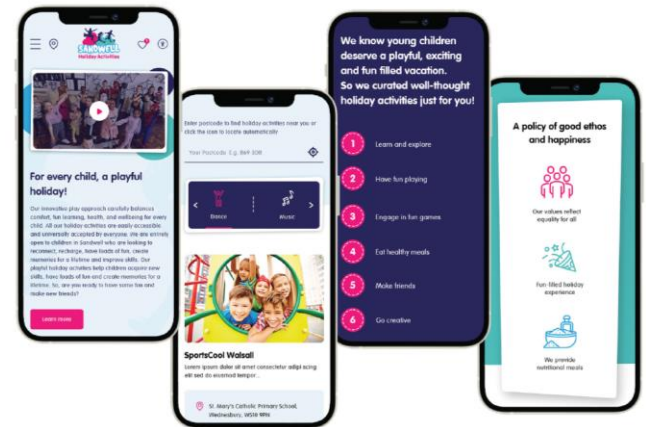 SANDWELL
Holiday Activities
For every child, a playful
holiday!
Our innovative play approach carefully balances
comfort, fun learning, health, and wellbeing for every
child. All our holiday activities are easily accessible
and universally accepted by everyone. We are entirely
open to children in Sandwell who are looking to
reconnect, recharge, have loads of fun, create
memories for a lifetime and improve skills. Our
playful holiday activities help children acquire new
skills, have loads of fun and create memories for a
lifetime. So, are you ready to have some fun and
make new friends?
Learn more
Enter postcode to find holiday activities near you or
click the icon to locate automatically
Your Postcode E.g. B69 3DB
Dance
Music
SportsCool Walsall
Lorem ipsum dolor sit amet consectetur adipi scing
elit sed do eiusmod tempor...
St. Mary's Catholic Primary School,
Wednesbury, WS10 9PN
We know young children
deserve a playful, exciting
and fun filled vacation.
So we curated well-thought
holiday activities just for you!
1 Learn and explore
2 Have fun playing
3 Engage in fun games
4 Eat healthy meals
5 Make friends
6 Go creative
A policy of good ethos
and happiness
Our values reflect
equality for all
Fun-filled holiday
experience
We provide
nutritional meals